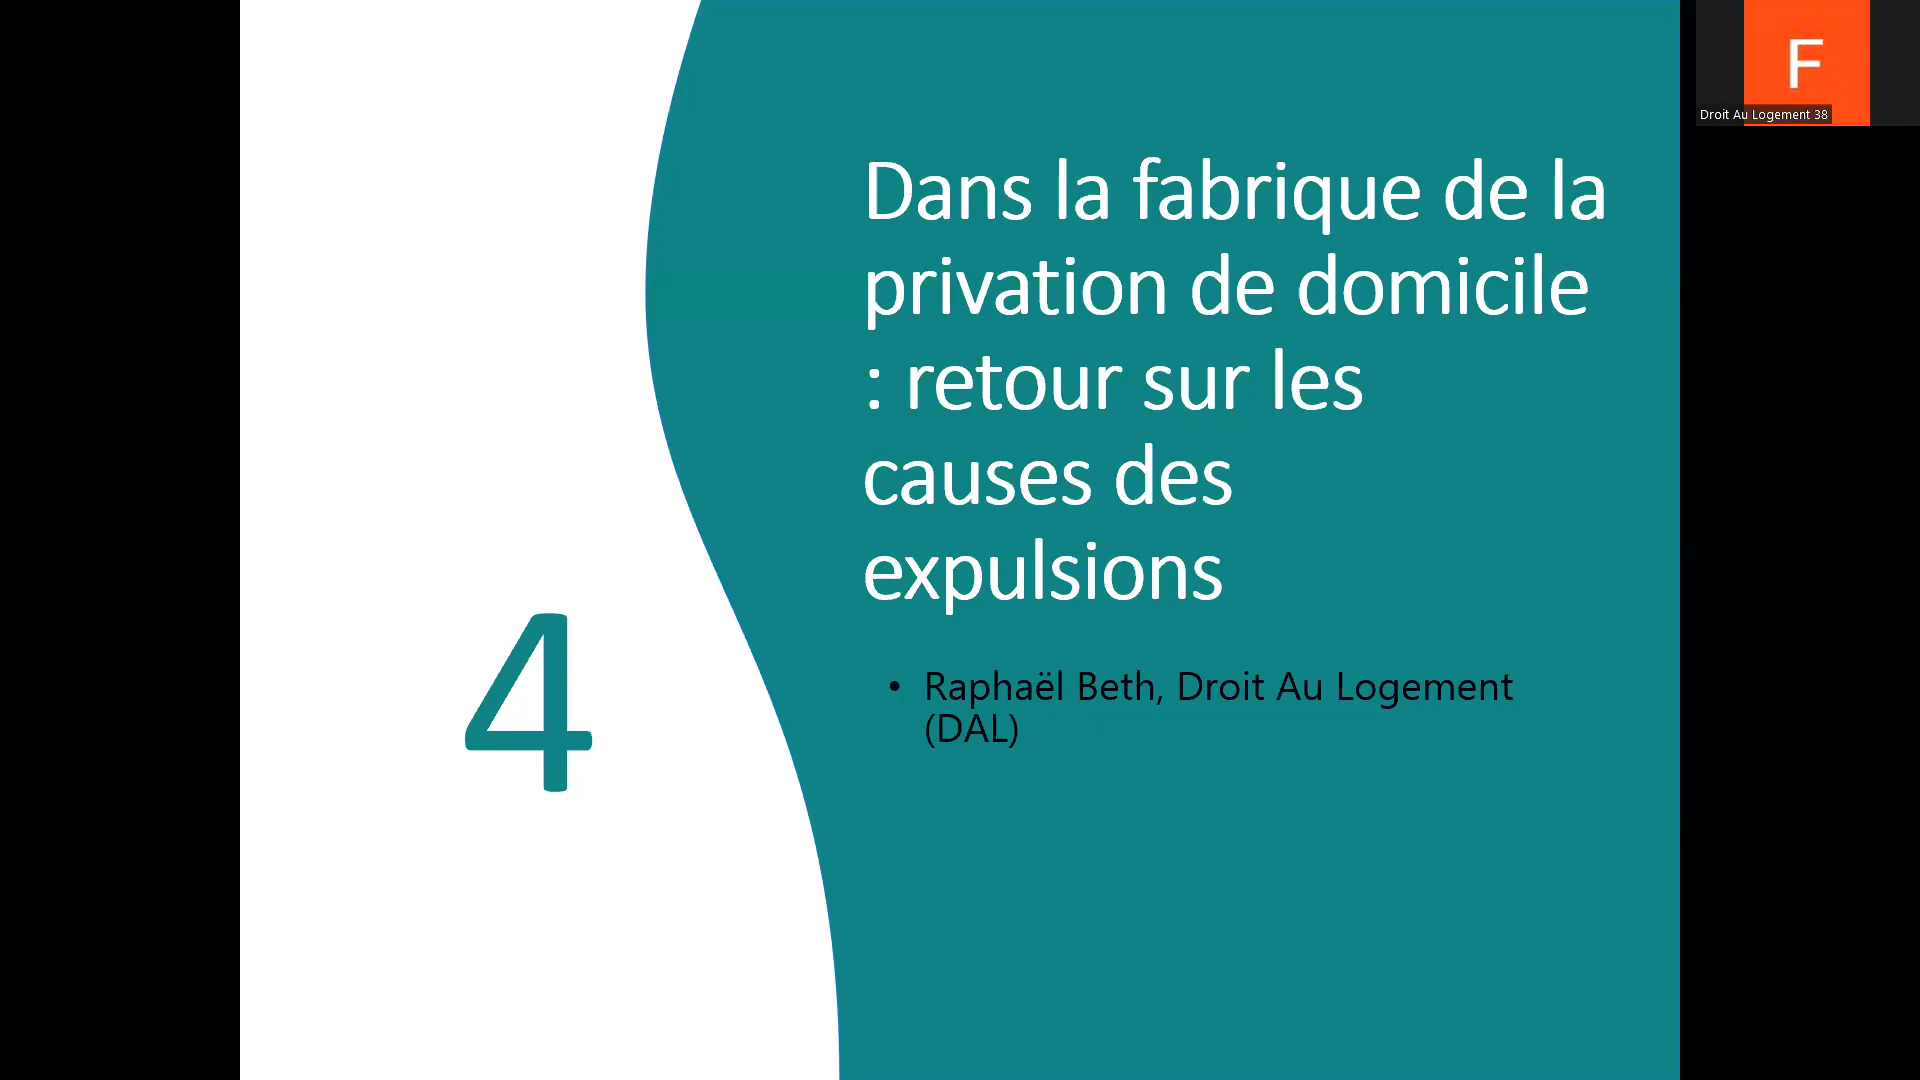 F
Droit Au Logement 38
Dans la fabrique de la
privation de domicile
: retour sur les
causes des
expulsions
4
• Raphaël Beth, Droit Au Logement
(DAL)